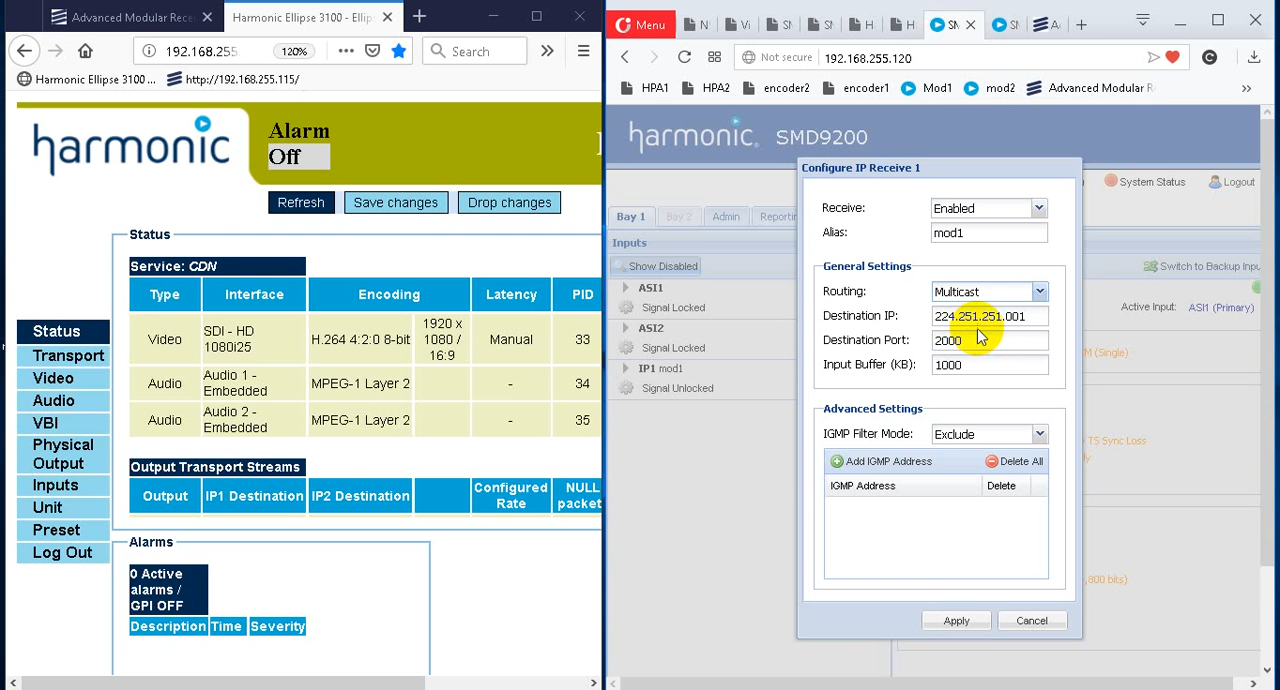 Advanced Modular Rece
Harmonic Ellipse 3100 - Ellips
192.168.255
120%
Search
Harmonic Ellipse 3100 ...
http://192.168.255.115/
harmonic
Alarm
Off
Refresh
Save changes
Drop changes
Status
Transport
Video
Audio
VBI
Physical
Output
Inputs
Unit
Preset
Log Out
Status
Service: CDN
Type
Interface
Encoding
Latency
PID
Video
SDI - HD
1080i25
H.264 4:2:0 8-bit
1920 x
1080 /
16:9
Manual
33
Audio
Audio 1 -
Embedded
MPEG-1 Layer 2
-
34
Audio
Audio 2 -
Embedded
MPEG-1 Layer 2
-
35
Output Transport Streams
Output
IP1 Destination
IP2 Destination
Configured
Rate
NULL
packet
Alarms
0 Active
alarms /
GPI OFF
Description
Time
Severity
Menu
Not secure
192.168.255.120
HPA1
HPA2
encoder2
encoder1
Mod1
mod2
Advanced Modular R
harmonic
SMD9200
System Status
Logout
Bay 1
Bay 2
Admin
Reportin
Inputs
Show Disabled
Switch to Backup Inpu
ASI1
Signal Locked
Active Input:
ASI1 (Primary)
ASI2
Signal Locked
IP1 mod1
Signal Unlocked
M (Single)
TS Sync Loss
,800 bits)
Configure IP Receive 1
Receive:
Enabled
Alias:
mod1
General Settings
Routing:
Multicast
Destination IP:
224.251.251.001
Destination Port:
2000
Input Buffer (KB):
1000
Advanced Settings
IGMP Filter Mode:
Exclude
Add IGMP Address
Delete All
IGMP Address
Delete
Apply
Cancel